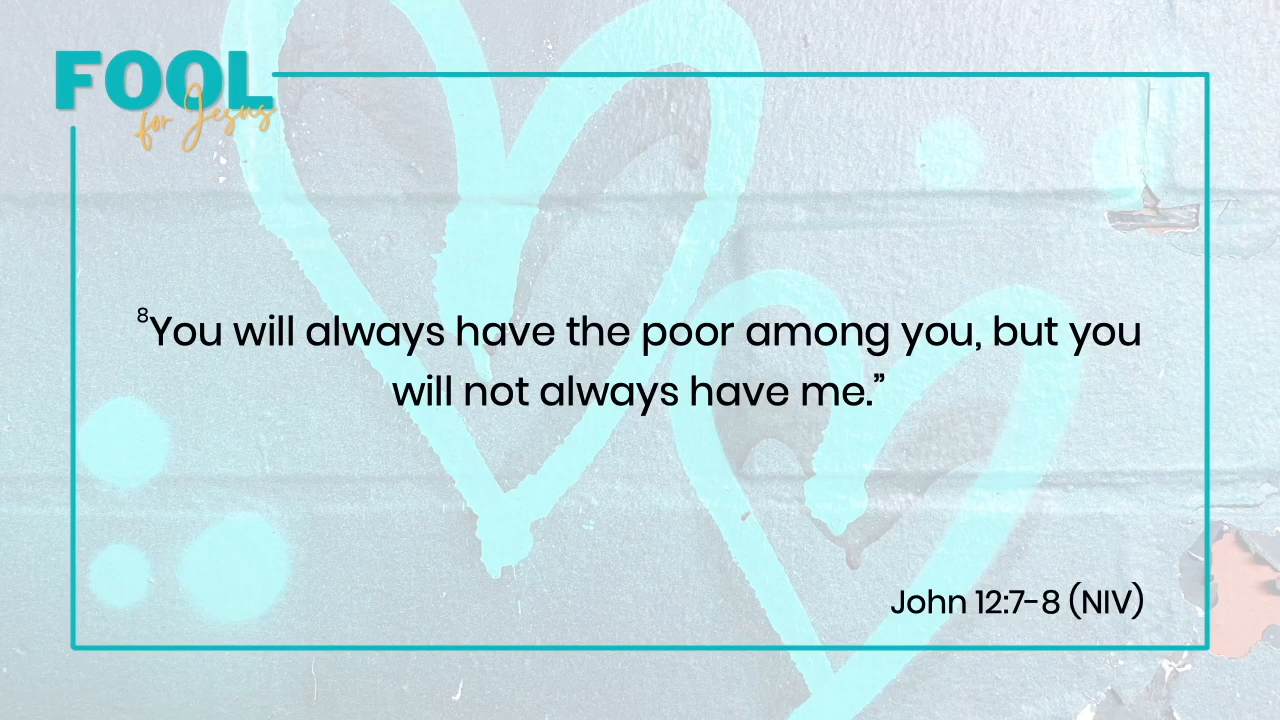 FOOL
for Jesus
⁸You will always have the poor among you, but you
will not always have me.”
John 12:7-8 (NIV)